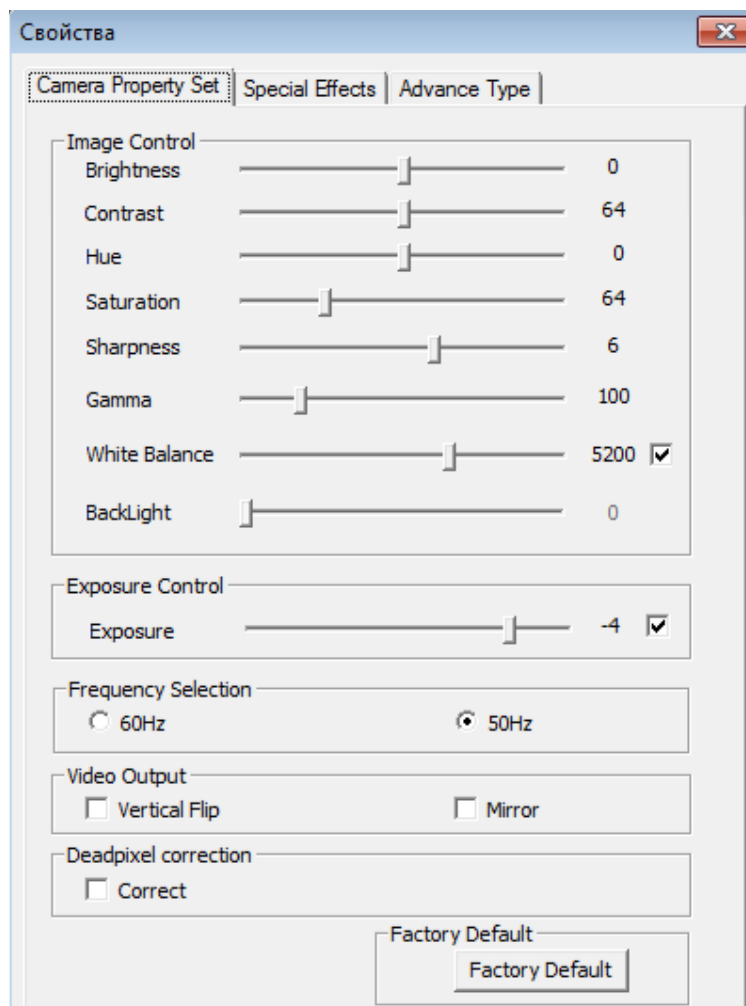 Свойства
Camera Property Set Special Effects Advance Type
Image Control
Brightness 0
Contrast 64
Hue 0
Saturation 64
Sharpness 6
Gamma 100
White Balance 5200
BackLight 0
Exposure Control
Exposure -4
Frequency Selection
60Hz 50Hz
Video Output
Vertical Flip Mirror
Deadpixel correction
Correct
Factory Default
Factory Default